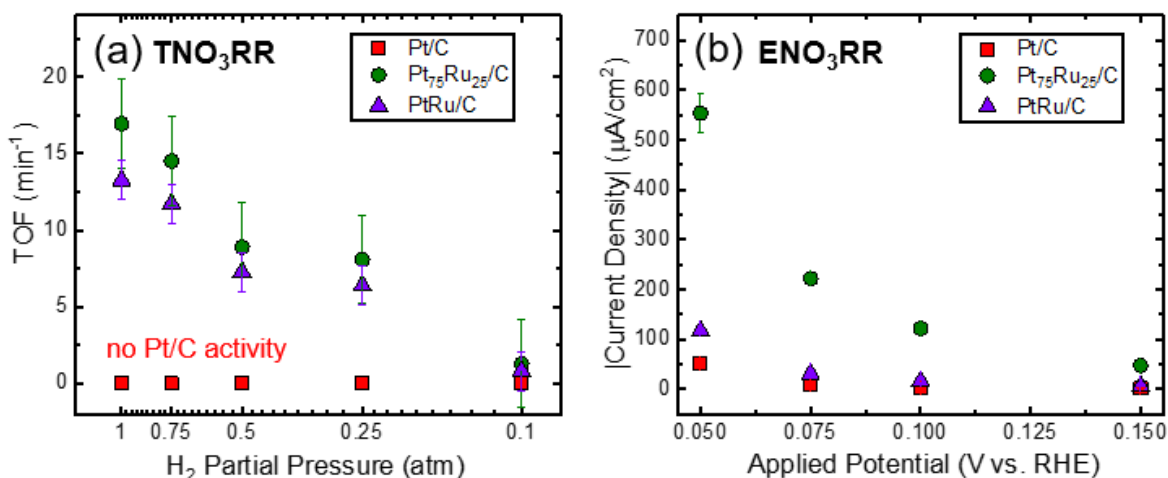 (a) TNO₃RR
Pt/C
Pt₇₅Ru₂₅/C
PtRu/C
20
15
10
5
0
TOF (min⁻¹)
no Pt/C activity
1 0.75 0.5 0.25 0.1
H₂ Partial Pressure (atm)
(b) ENO₃RR
Pt/C
Pt₇₅Ru₂₅/C
PtRu/C
700
600
500
400
300
200
100
0
|Current Density| (µA/cm²)
0.050 0.075 0.100 0.125 0.150
Applied Potential (V vs. RHE)